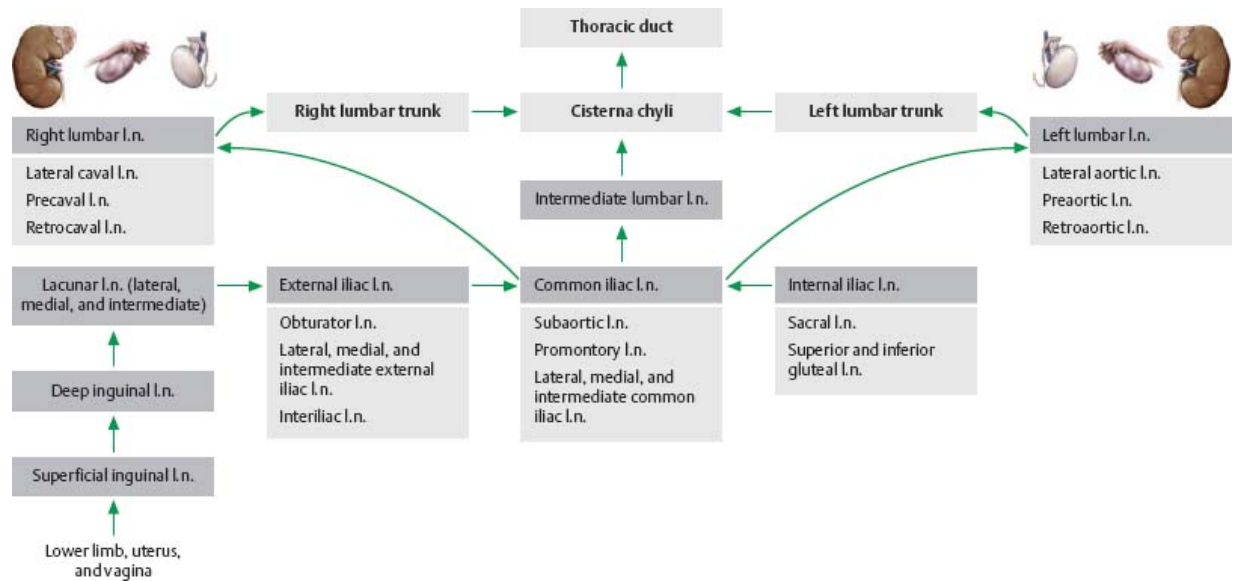 Thoracic duct
Right lumbar trunk
Cisterna chyli
Left lumbar trunk
Right lumbar l.n.
Left lumbar l.n.
Lateral caval l.n.
Precaval l.n.
Retrocaval l.n.
Lateral aortic l.n.
Preaortic l.n.
Retroaortic l.n.
Intermediate lumbar l.n.
Lacunar l.n. (lateral,
medial, and intermediate)
External iliac l.n.
Common iliac l.n.
Internal iliac l.n.
Obturator l.n.
Lateral, medial, and
intermediate external
iliac l.n.
Interiliac l.n.
Subaortic l.n.
Promontory l.n.
Lateral, medial, and
intermediate common
iliac l.n.
Sacral l.n.
Superior and inferior
gluteal l.n.
Deep inguinal l.n.
Superficial inguinal l.n.
Lower limb, uterus,
and vagina